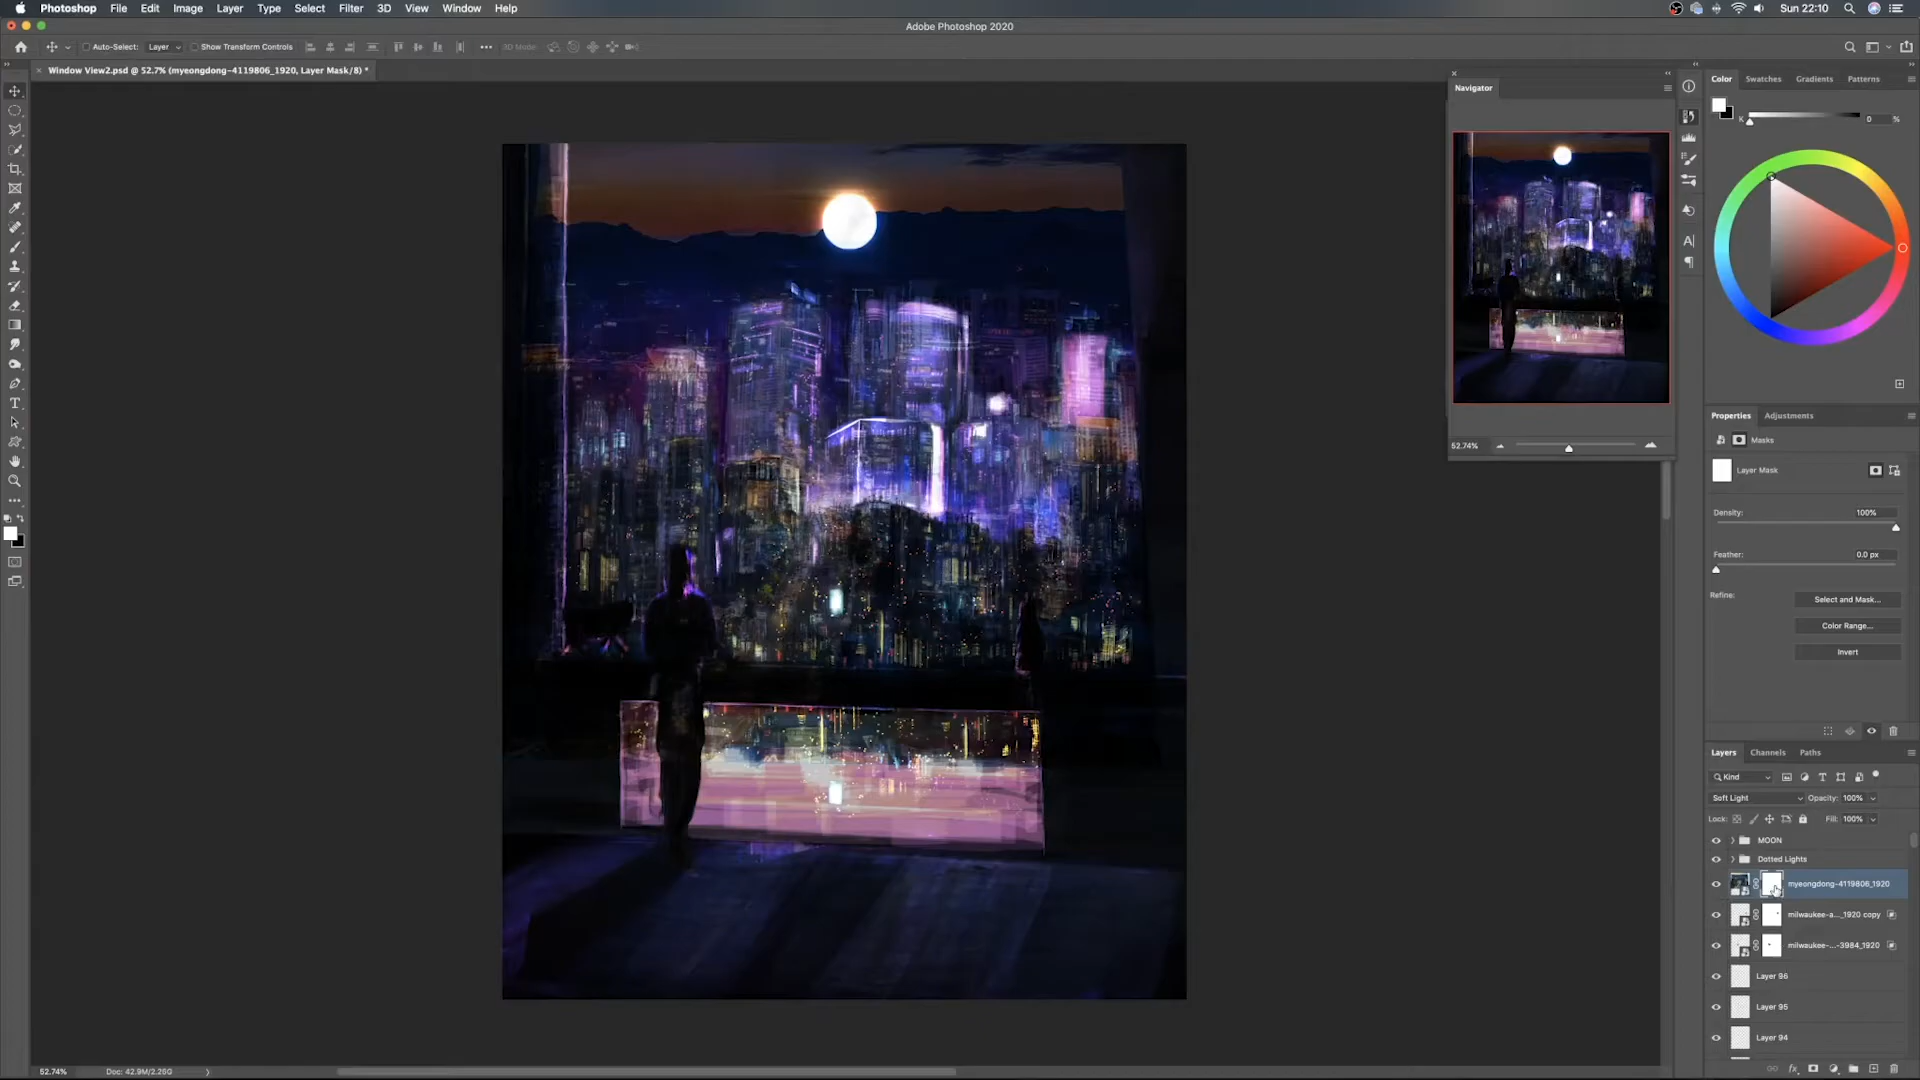 Photoshop File Edit Image Layer Type Select Filter 3D View Window Help Sun 22:10
Adobe Photoshop 2020
Auto-Select: Layer Show Transform Controls 3D Mode:
Window View2.psd @ 52.7% (myeongdong-4119806_1920, Layer Mask/8) *
Navigator
52.74%
Color Swatches Gradients Patterns
K 0 %
Properties Adjustments
Masks
Layer Mask
Density: 100%
Feather: 0.0 px
Refine: Select and Mask...
Color Range...
Invert
Layers Channels Paths
Kind
Soft Light Opacity: 100%
Lock: Fill: 100%
MOON
Dotted Lights
myeongdong-4119806_1920
milwaukee-a..._1920 copy
milwaukee-...-3984_1920
Layer 96
Layer 95
Layer 94
52.74% Doc: 42.9M/2.26G